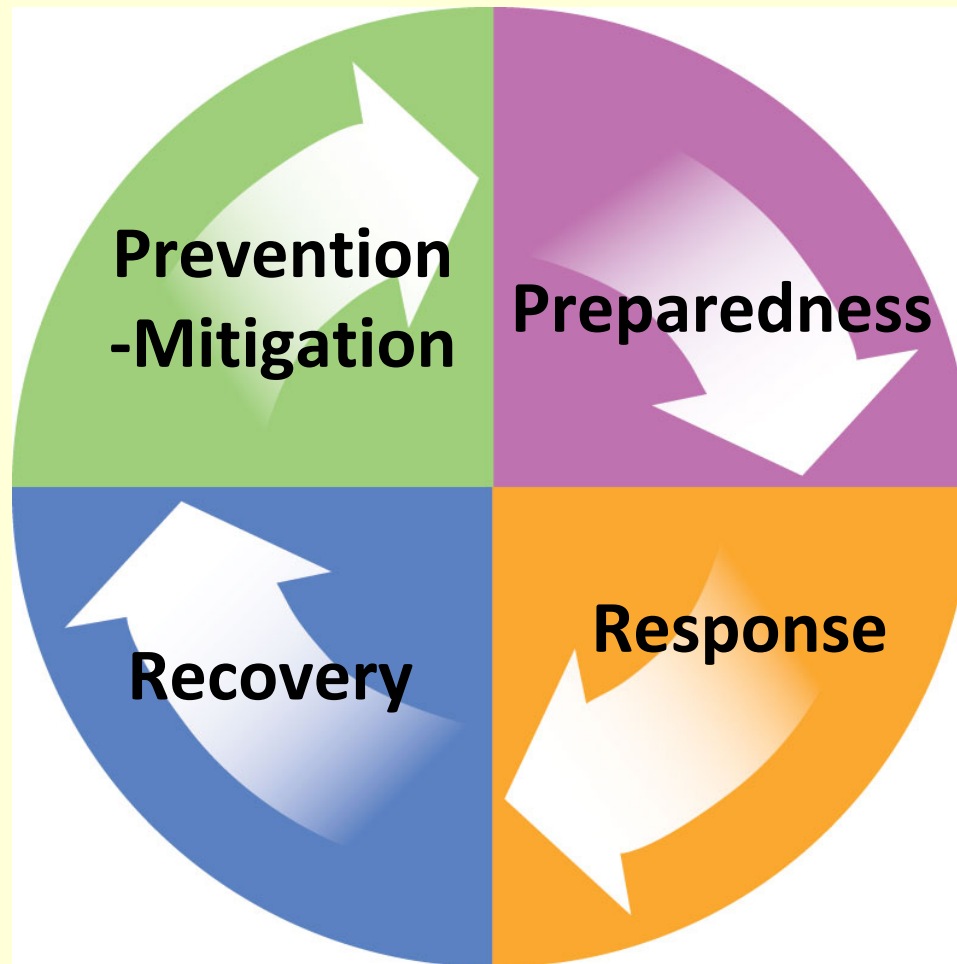 Prevention
-Mitigation
Preparedness
Response
Recovery